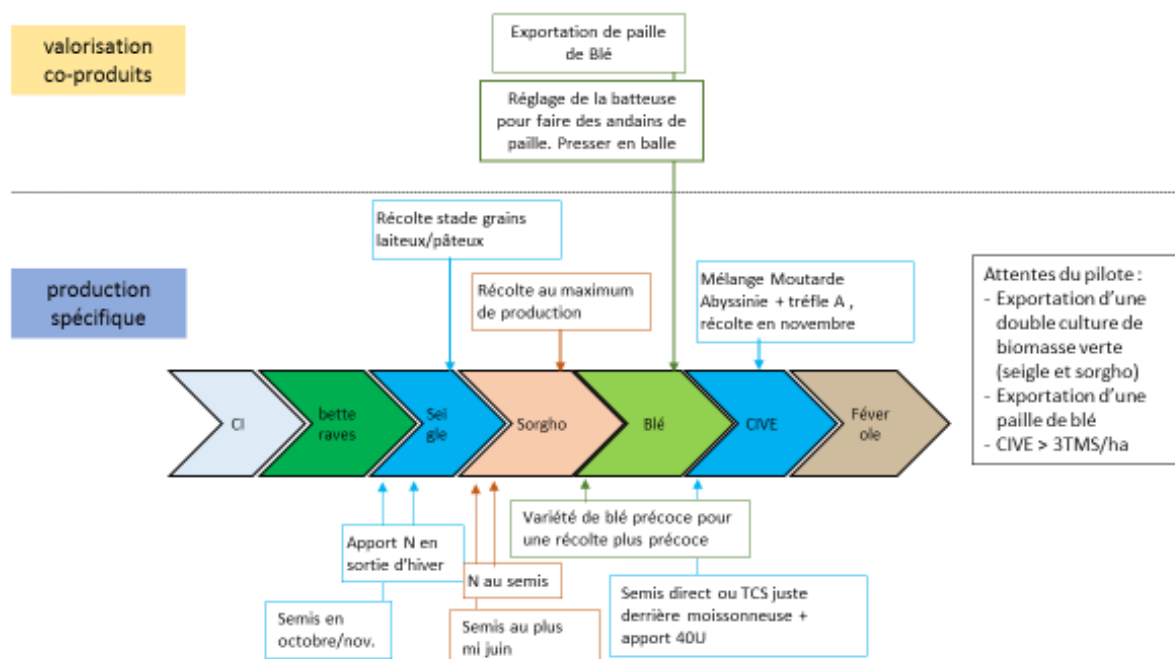 valorisation
co-produits
Exportation de paille
de Blé
Réglage de la batteuse
pour faire des andains de
paille. Presser en balle
production
spécifique
Récolte stade grains
laiteux/pâteux
Récolte au maximum
de production
Mélange Moutarde
Abyssinie + tréfle A ,
récolte en novembre
Attentes du pilote :
- Exportation d'une
double culture de
biomasse verte
(seigle et sorgho)
- Exportation d'une
paille de blé
- CIVE > 3TMS/ha
CI
bette
raves
Sei
gle
Sorgho
Blé
CIVE
Féver
ole
Apport N en
sortie d'hiver
Semis en
octobre/nov.
N au semis
Semis au plus
mi juin
Variété de blé précoce pour
une récolte plus précoce
Semis direct ou TCS juste
derrière moissonneuse +
apport 40U